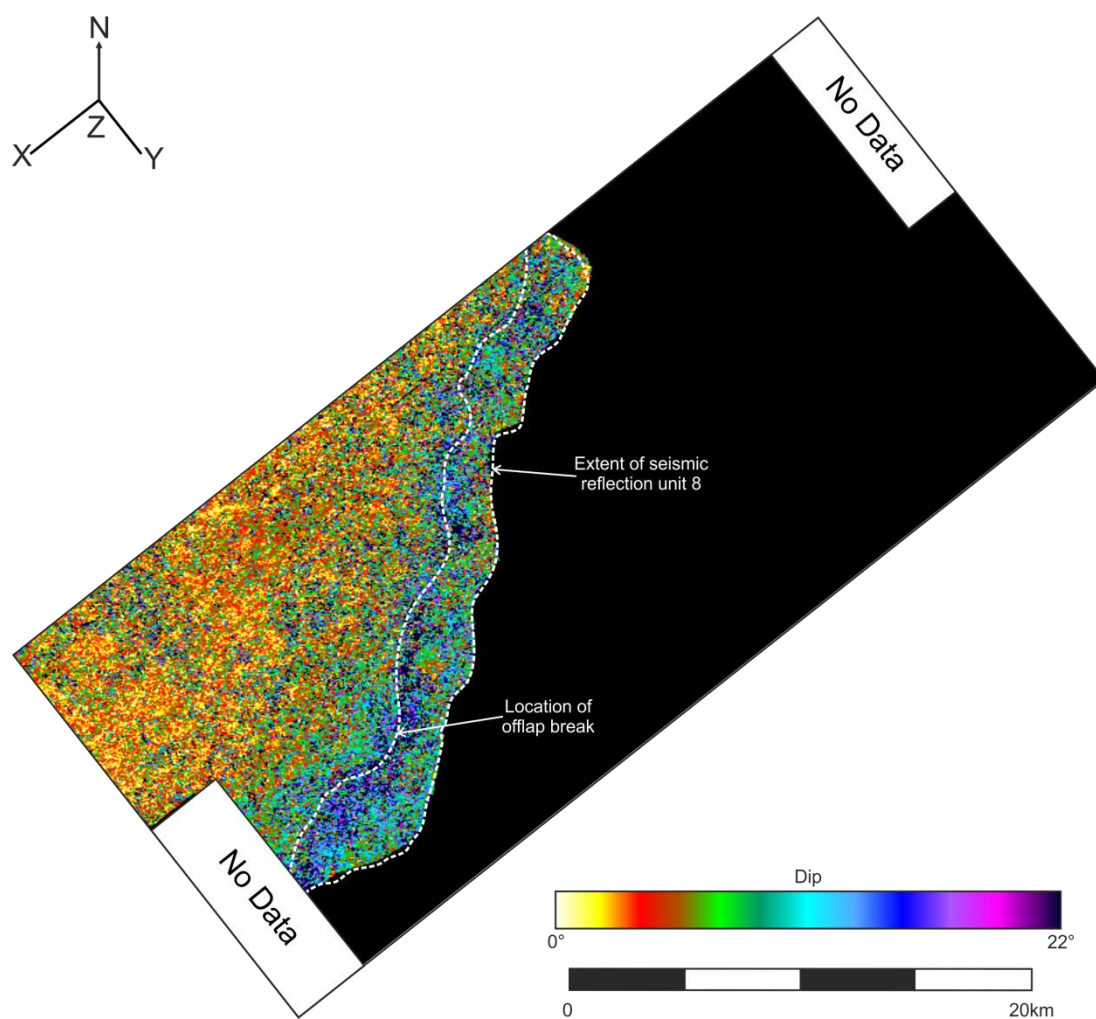 N
X
Z
Y
No Data
Extent of seismic
reflection unit 8
Location of
offlap break
No Data
Dip
0°
22°
0
20km